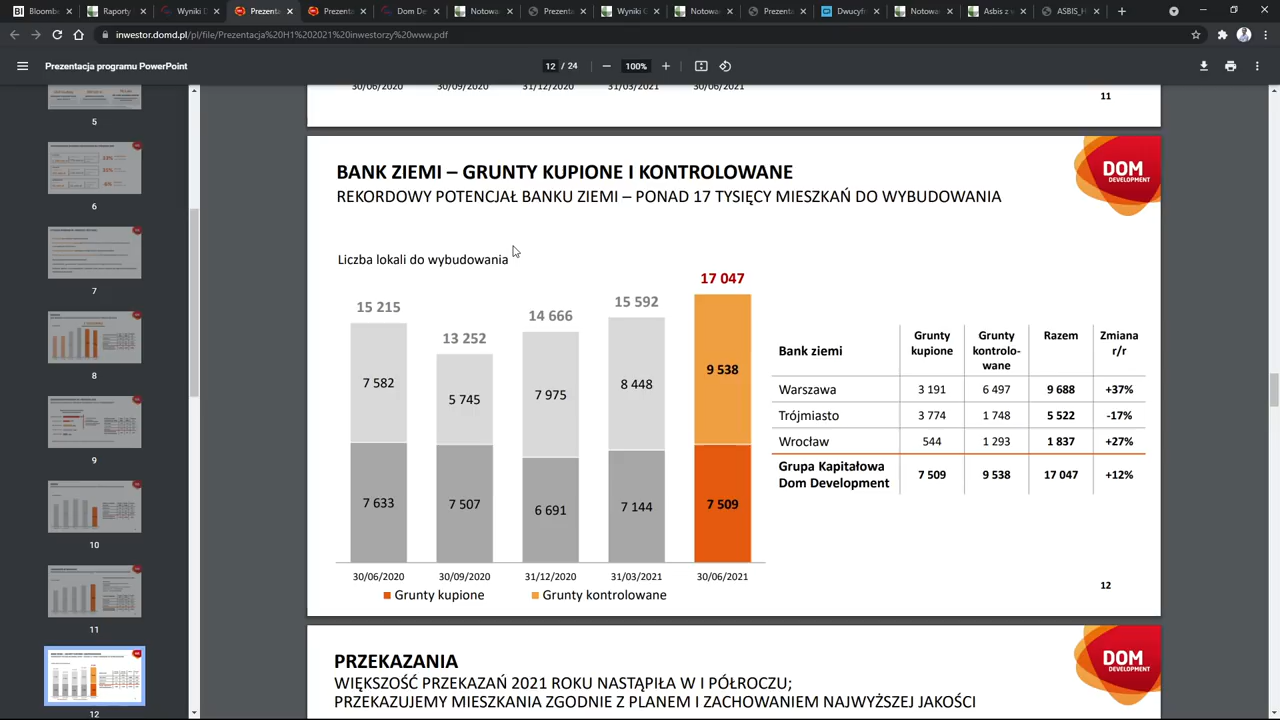 BI Bloomb
Raporty
Wyniki D
Prezenta
Prezenta
Dom De
Notowa
Prezenta
Wyniki G
Notowa
Prezenta
Dwucyfr
Notowa
Asbis z v
ASBIS_H
inwestor.domd.pl/pl/file/Prezentacja%20H1%202021%20inwestorzy%20www.pdf
Prezentacja programu PowerPoint
12 / 24
100%
5
6
7
8
9
10
11
12
30/06/2020 30/09/2020 31/12/2020 31/03/2021 30/06/2021
11
BANK ZIEMI – GRUNTY KUPIONE I KONTROLOWANE
REKORDOWY POTENCJAŁ BANKU ZIEMI – PONAD 17 TYSIĘCY MIESZKAŃ DO WYBUDOWANIA
DOM
DEVELOPMENT
Liczba lokali do wybudowania
15 215 13 252 14 666 15 592 17 047
7 582 5 745 7 975 8 448 9 538
7 633 7 507 6 691 7 144 7 509
30/06/2020 30/09/2020 31/12/2020 31/03/2021 30/06/2021
Grunty kupione Grunty kontrolowane
Bank ziemi Grunty kupione Grunty kontrolo-wane Razem Zmiana r/r
Warszawa 3 191 6 497 9 688 +37%
Trójmiasto 3 774 1 748 5 522 -17%
Wrocław 544 1 293 1 837 +27%
Grupa Kapitałowa
Dom Development 7 509 9 538 17 047 +12%
12
PRZEKAZANIA
WIĘKSZOŚĆ PRZEKAZAŃ 2021 ROKU NASTĄPIŁA W I PÓŁROCZU;
PRZEKAZUJEMY MIESZKANIA ZGODNIE Z PLANEM I ZACHOWANIEM NAJWYŻSZEJ JAKOŚCI
DOM
DEVELOPMENT